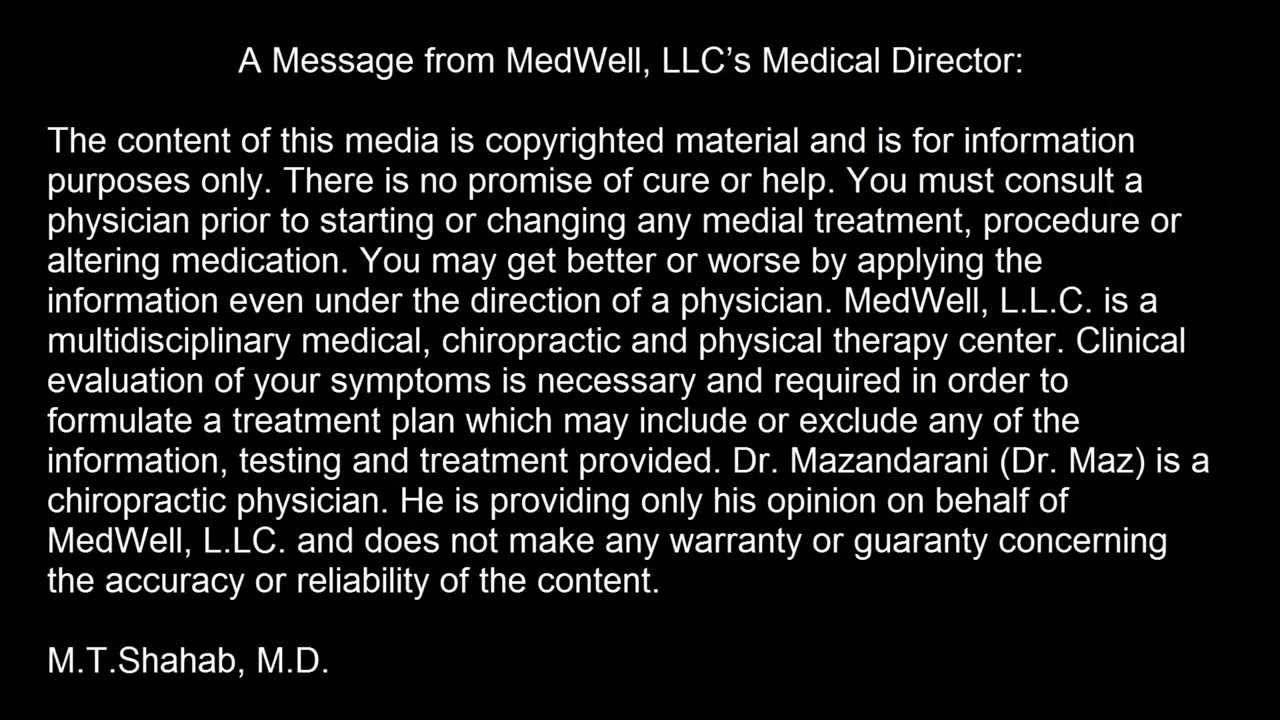 A Message from MedWell, LLC’s Medical Director:
The content of this media is copyrighted material and is for information
purposes only. There is no promise of cure or help. You must consult a
physician prior to starting or changing any medial treatment, procedure or
altering medication. You may get better or worse by applying the
information even under the direction of a physician. MedWell, L.L.C. is a
multidisciplinary medical, chiropractic and physical therapy center. Clinical
evaluation of your symptoms is necessary and required in order to
formulate a treatment plan which may include or exclude any of the
information, testing and treatment provided. Dr. Mazandarani (Dr. Maz) is a
chiropractic physician. He is providing only his opinion on behalf of
MedWell, L.LC. and does not make any warranty or guaranty concerning
the accuracy or reliability of the content.
M.T.Shahab, M.D.